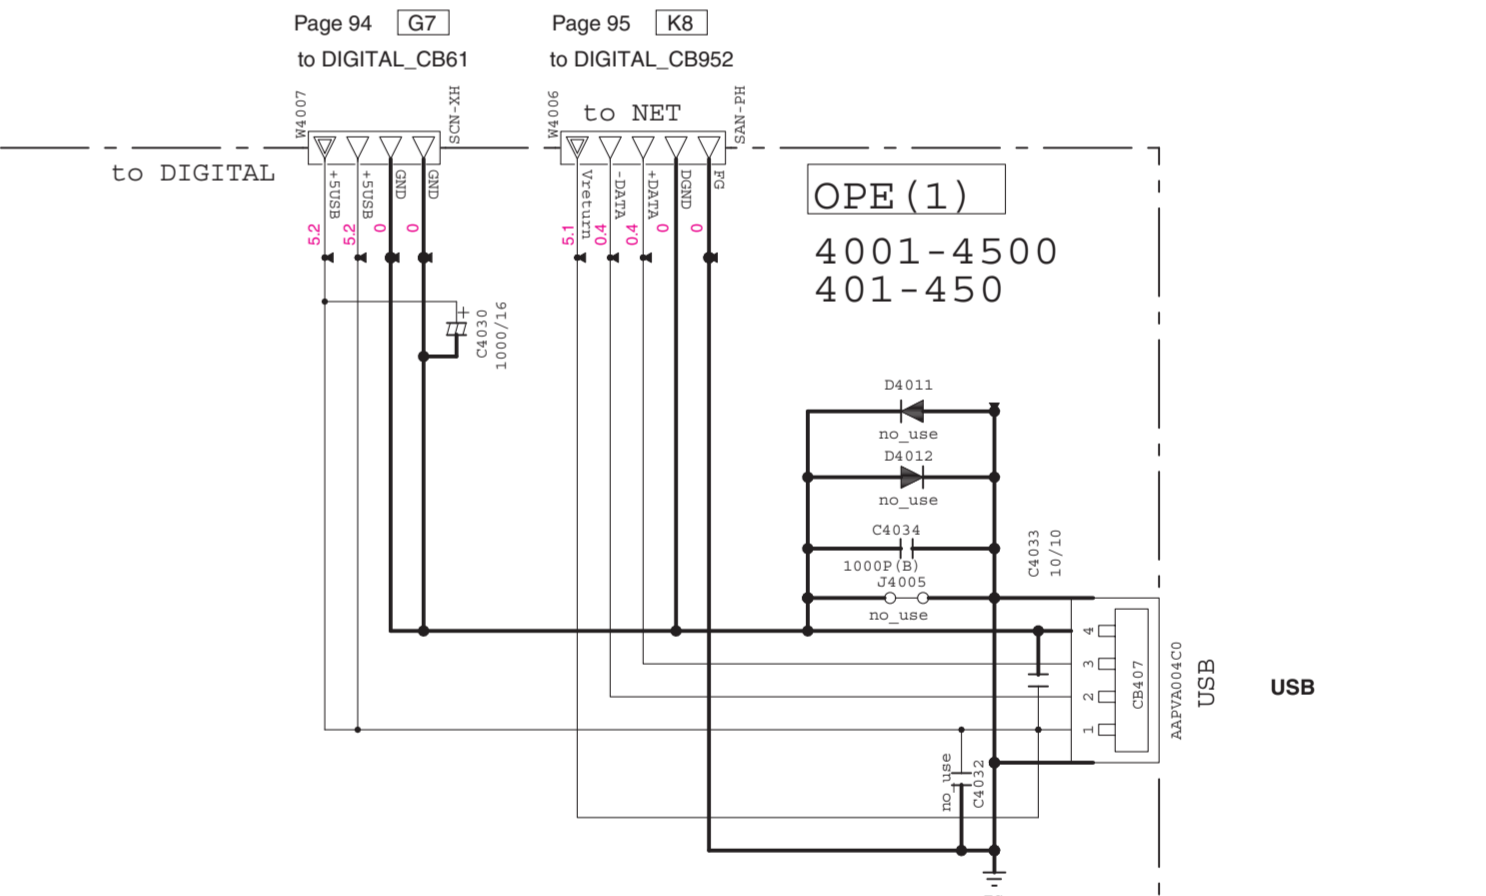 Page 94 G7
to DIGITAL_CB61
Page 95 K8
to DIGITAL_CB952
W4007
SCN-XH
W4006
to NET
SAN-PH
to DIGITAL
+5USB
+5USB
GND
GND
5.2
5.2
0
0
Vreturn
-DATA
+DATA
DGND
FG
5.1
0.4
0.4
0
0
OPE(1)
4001-4500
401-450
+
C4030
1000/16
D4011
no_use
D4012
no_use
C4034
1000P(B)
J4005
no_use
C4033
10/10
4
3
2
1
CB407
AAPVA004C0
USB
USB
no_use
C4032